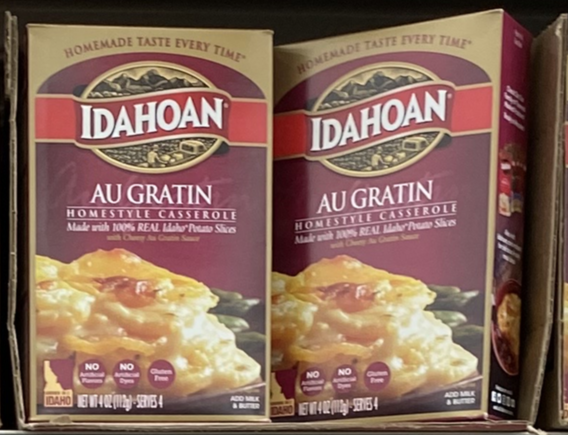 HOMEMADE TASTE EVERY TIME®
IDAHOAN®
AU GRATIN
HOMESTYLE CASSEROLE
Made with 100% REAL Idaho® Potato Slices
with Cheesy Au Gratin Sauce
NO Artificial Flavors
NO Artificial Dyes
Gluten Free
IDAHO
NET WT 4 OZ (113g) • SERVES 4
ADD MILK
& BUTTER
HOMEMADE TASTE EVERY TIME®
IDAHOAN®
AU GRATIN
HOMESTYLE CASSEROLE
Made with 100% REAL Idaho® Potato Slices
with Cheesy Au Gratin Sauce
NO Artificial Flavors
NO Artificial Dyes
Gluten Free
IDAHO
NET WT 4 OZ (113g) • SERVES 4
ADD MILK
& BUTTER